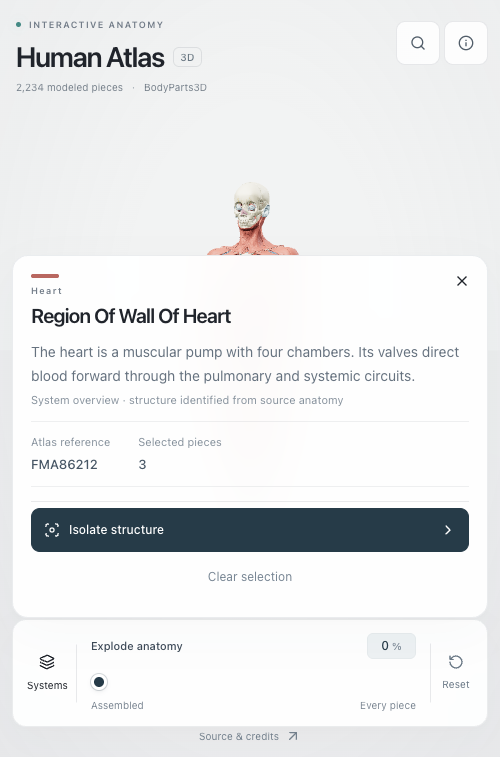 INTERACTIVE ANATOMY
Human Atlas 3D
2,234 modeled pieces · BodyParts3D
Heart
Region Of Wall Of Heart
The heart is a muscular pump with four chambers. Its valves direct
blood forward through the pulmonary and systemic circuits.
System overview · structure identified from source anatomy
Atlas reference Selected pieces
FMA86212 3
Isolate structure
Clear selection
Explode anatomy 0 %
Systems Reset
Assembled Every piece
Source & credits